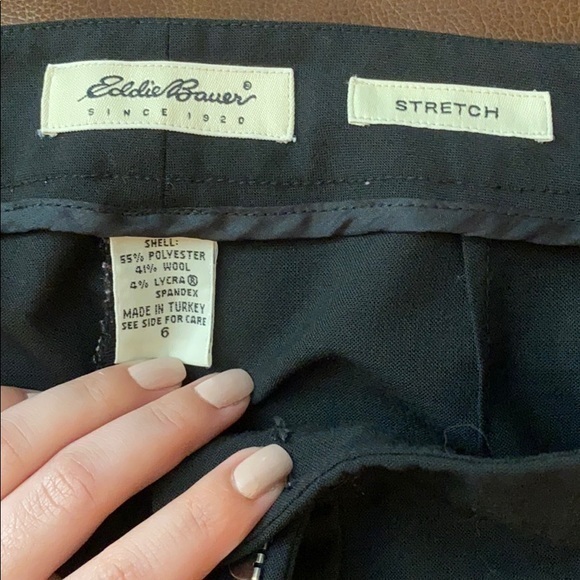 Eddie Bauer®
SINCE 1920
STRETCH
SHELL:
55% POLYESTER
41% WOOL
4% LYCRA®
SPANDEX
MADE IN TURKEY
SEE SIDE FOR CARE
6